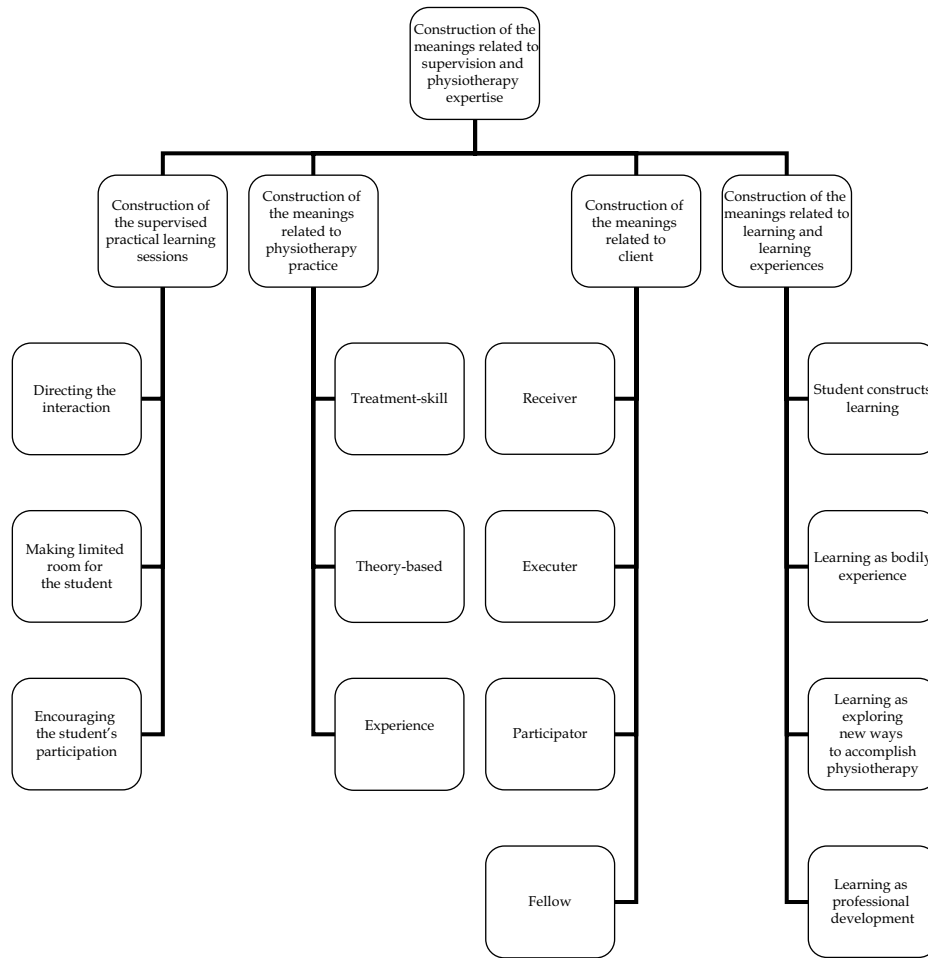 Construction of the
meanings related to
supervision and
physiotherapy
expertise
Construction of
the supervised
practical learning
sessions
Construction of
the meanings
related to
physiotherapy
practice
Construction of
the meanings
related to
client
Construction of the
meanings related to
learning and
learning
experiences
Directing the
interaction
Treatment-skill
Receiver
Student constructs
learning
Making limited
room for
the student
Theory-based
Executer
Learning as bodily
experience
Encouraging
the student’s
participation
Experience
Participator
Learning as
exploring
new ways
to accomplish
physiotherapy
Fellow
Learning as
professional
development